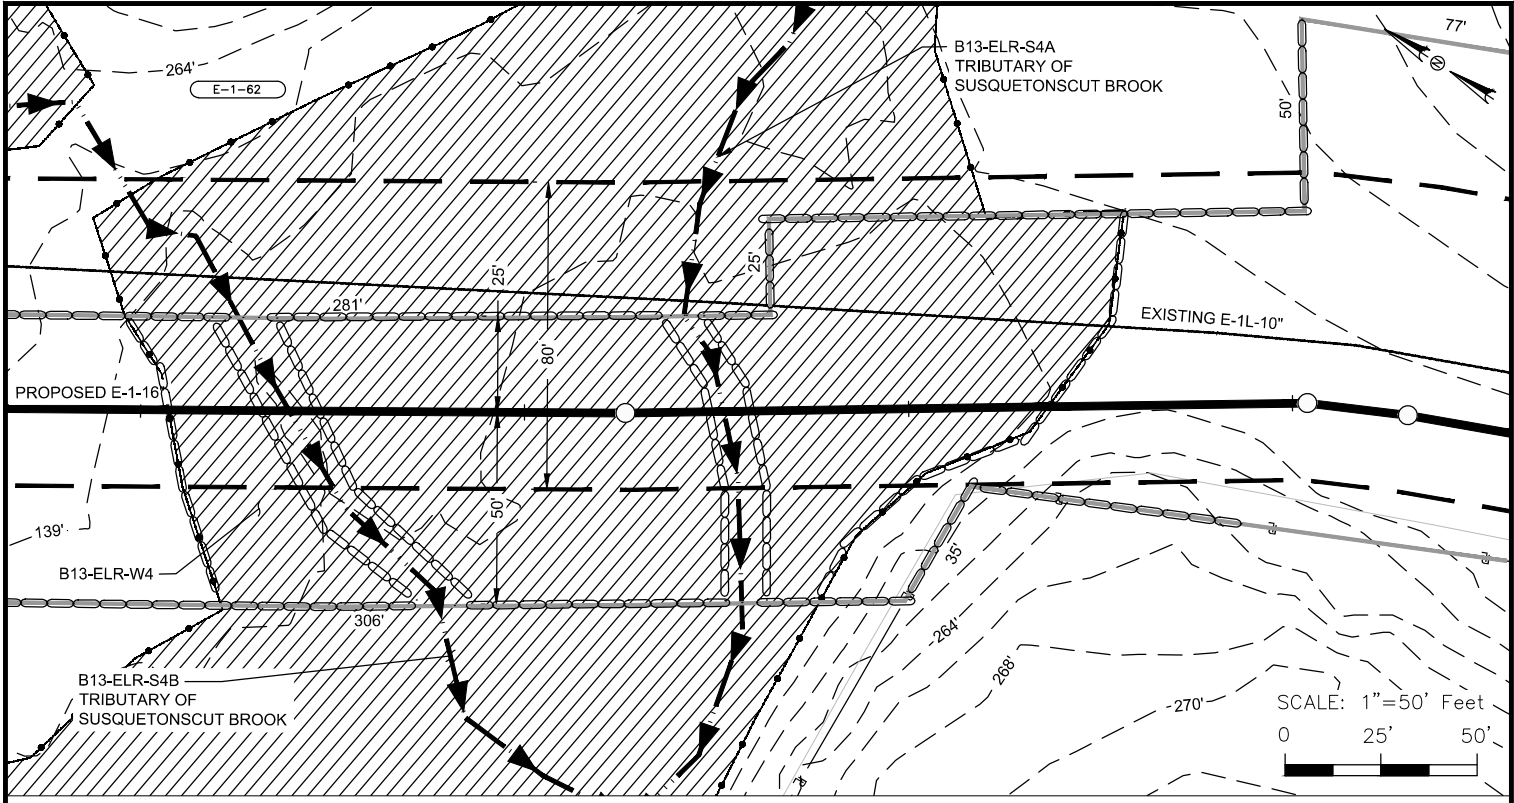 77'
B13-ELR-S4A
TRIBUTARY OF
SUSQUETONSCUT BROOK
N
264'
E-1-62
50'
25'
25'
281'
EXISTING E-1L-10"
80'
PROPOSED E-1-16"
50'
139'
35'
B13-ELR-W4
306'
264'
268'
B13-ELR-S4B
TRIBUTARY OF
SUSQUETONSCUT BROOK
270'
SCALE: 1"=50' Feet
0 25' 50'